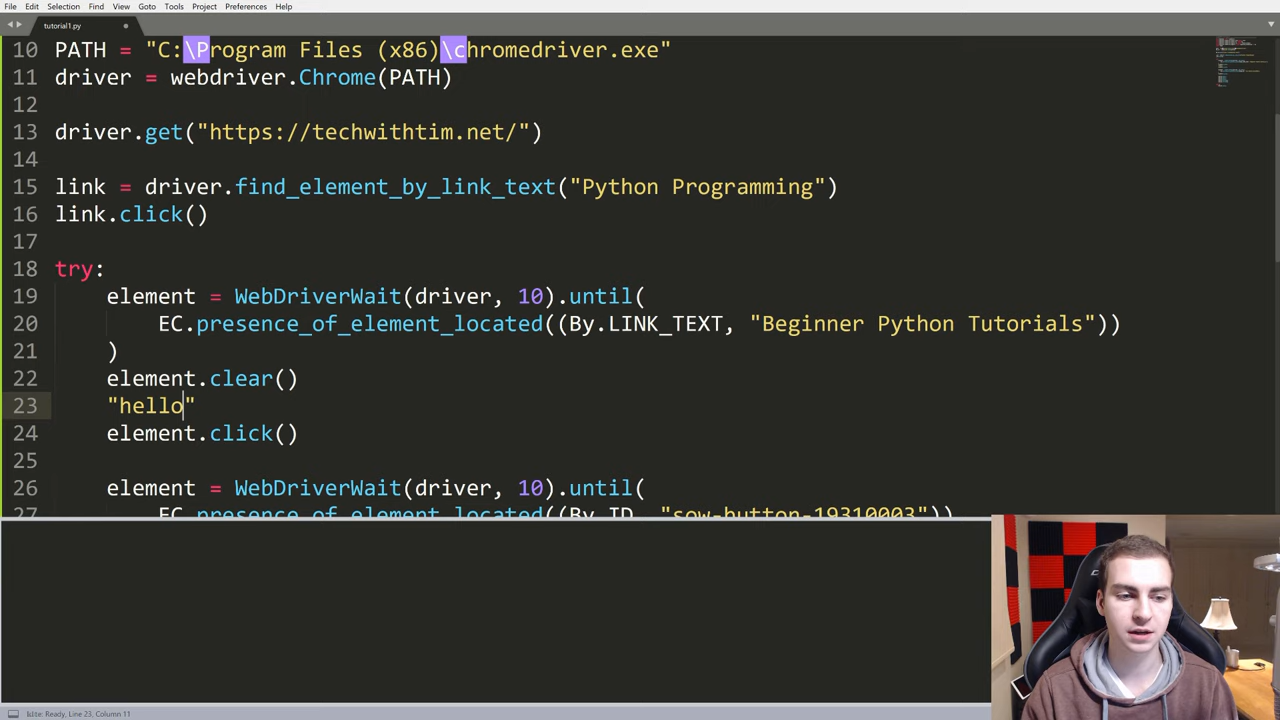 File Edit Selection Find View Goto Tools Project Preferences Help
tutorial1.py
10 PATH = "C:\Program Files (x86)\chromedriver.exe"
11 driver = webdriver.Chrome(PATH)
12
13 driver.get("https://techwithtim.net/")
14
15 link = driver.find_element_by_link_text("Python Programming")
16 link.click()
17
18 try:
19 element = WebDriverWait(driver, 10).until(
20 EC.presence_of_element_located((By.LINK_TEXT, "Beginner Python Tutorials"))
21 )
22 element.clear()
23 "hello"
24 element.click()
25
26 element = WebDriverWait(driver, 10).until(
27 EC.presence_of_element_located((By.ID, "sow-button-19310003"))
Ready, Line 23, Column 11